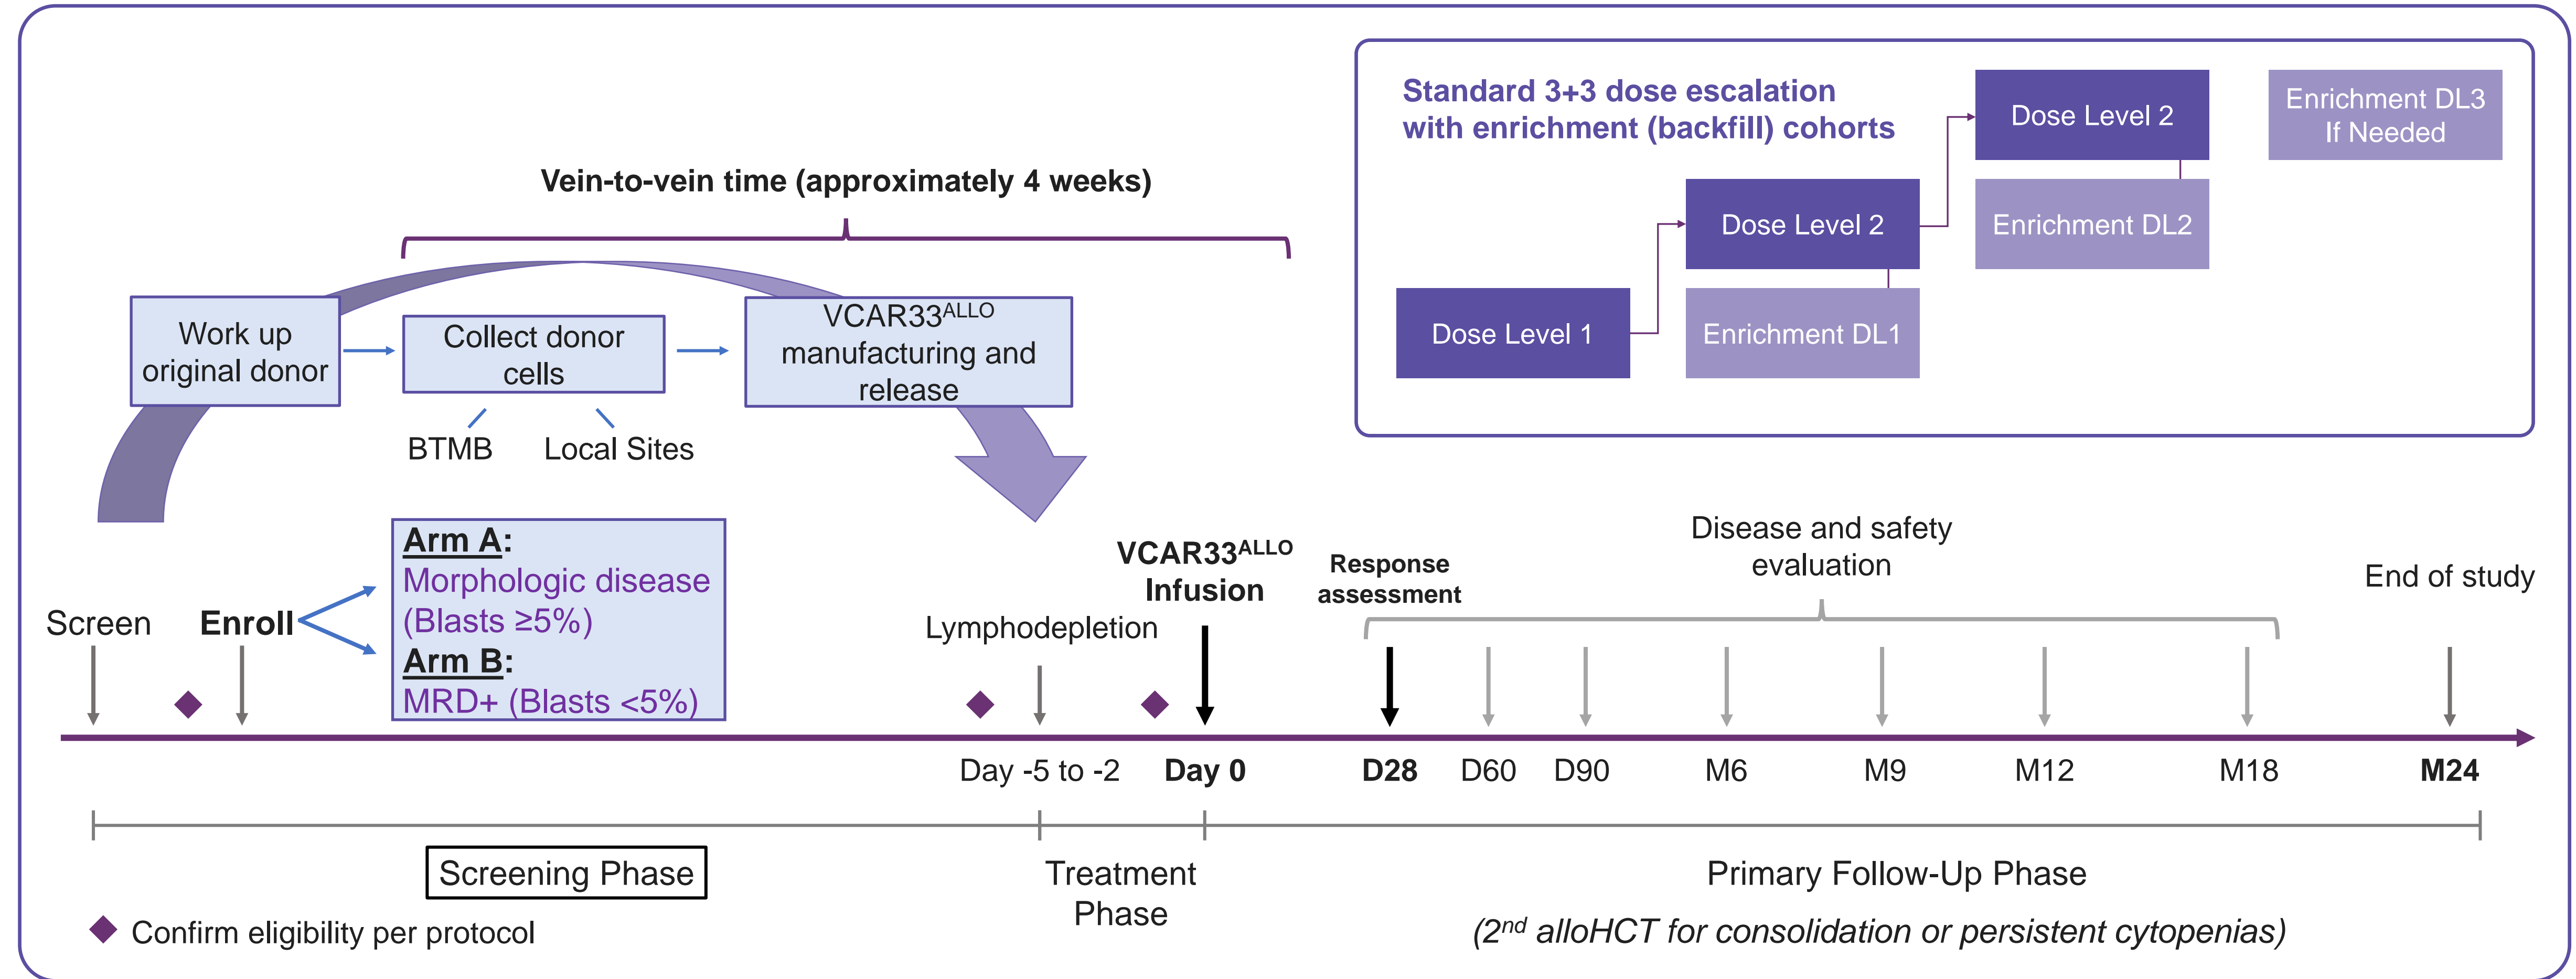 Standard 3+3 dose escalation
with enrichment (backfill) cohorts
Dose Level 2
Enrichment DL3
If Needed
Dose Level 2
Enrichment DL2
Dose Level 1
Enrichment DL1
Vein-to-vein time (approximately 4 weeks)
Work up
original donor
Collect donor
cells
VCAR33ALLO
manufacturing and
release
BTMB
Local Sites
Screen
Enroll
Arm A:
Morphologic disease
(Blasts ≥5%)
Arm B:
MRD+ (Blasts <5%)
Lymphodepletion
VCAR33ALLO
Infusion
Response
assessment
Disease and safety
evaluation
End of study
Day -5 to -2
Day 0
D28
D60
D90
M6
M9
M12
M18
M24
Screening Phase
Treatment
Phase
Primary Follow-Up Phase
(2nd alloHCT for consolidation or persistent cytopenias)
Confirm eligibility per protocol